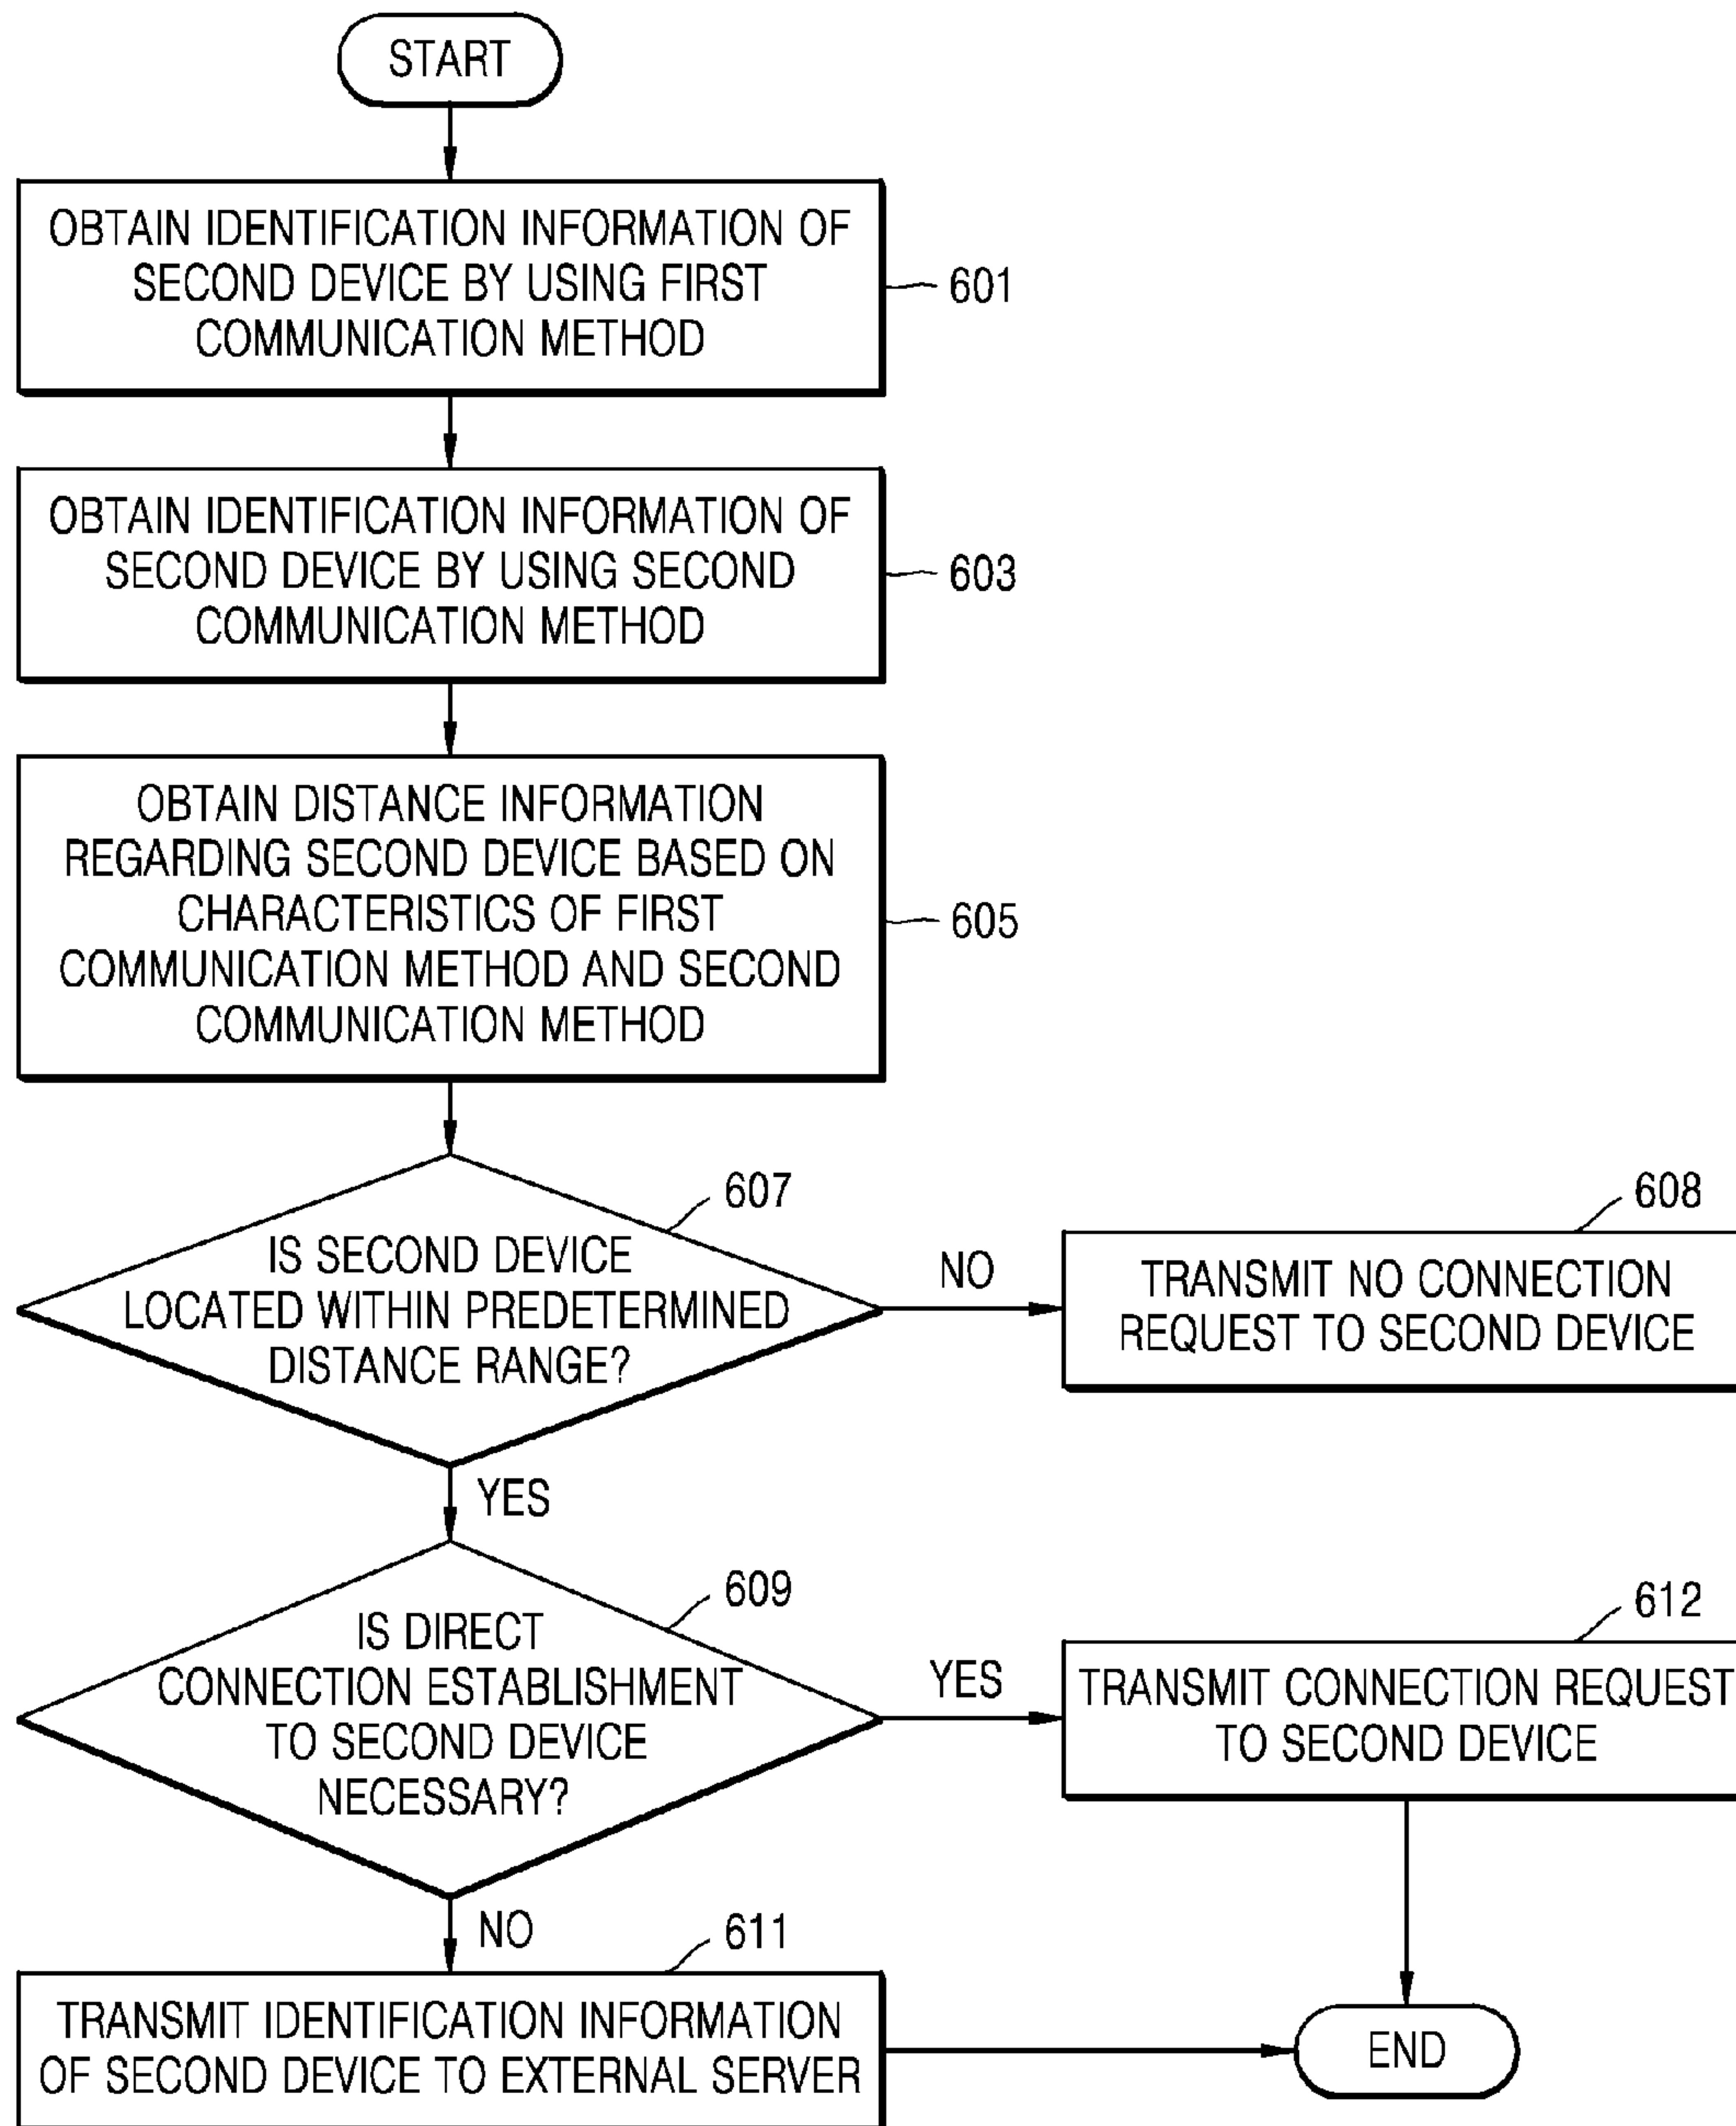 START
OBTAIN IDENTIFICATION INFORMATION OF
SECOND DEVICE BY USING FIRST
COMMUNICATION METHOD
601
OBTAIN IDENTIFICATION INFORMATION OF
SECOND DEVICE BY USING SECOND
COMMUNICATION METHOD
603
OBTAIN DISTANCE INFORMATION
REGARDING SECOND DEVICE BASED ON
CHARACTERISTICS OF FIRST
COMMUNICATION METHOD AND SECOND
COMMUNICATION METHOD
605
607
IS SECOND DEVICE
LOCATED WITHIN PREDETERMINED
DISTANCE RANGE?
NO
608
TRANSMIT NO CONNECTION
REQUEST TO SECOND DEVICE
YES
609
IS DIRECT
CONNECTION ESTABLISHMENT
TO SECOND DEVICE
NECESSARY?
YES
612
TRANSMIT CONNECTION REQUEST
TO SECOND DEVICE
NO
611
TRANSMIT IDENTIFICATION INFORMATION
OF SECOND DEVICE TO EXTERNAL SERVER
END